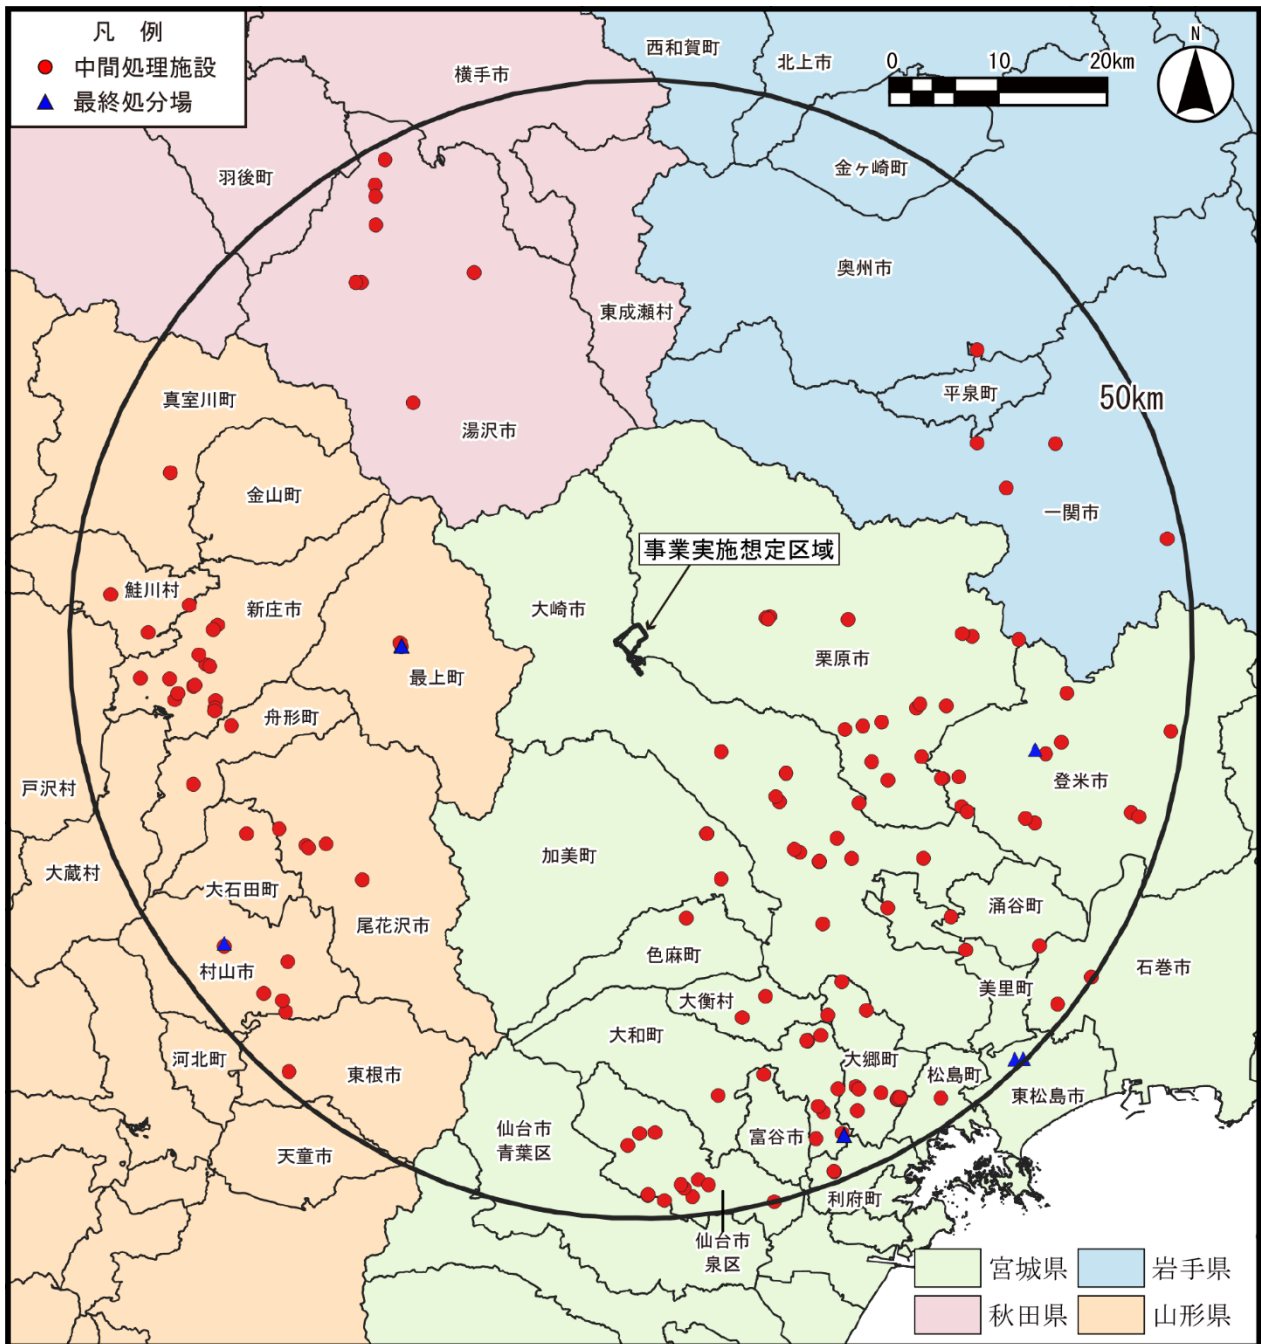 凡 例
中間処理施設
最終処分場
西和賀町
北上市
0 10 20km
N
横手市
羽後町
金ヶ崎町
奥州市
東成瀬村
平泉町
50km
真室川町
湯沢市
金山町
一関市
事業実施想定区域
鮭川村
新庄市
大崎市
栗原市
最上町
舟形町
戸沢村
登米市
加美町
大蔵村
大石田町
涌谷町
尾花沢市
色麻町
村山市
石巻市
美里町
大衡村
大和町
河北町
東根市
大郷町
松島町
東松島市
仙台市
青葉区
富谷市
天童市
利府町
仙台市
泉区
宮城県
岩手県
秋田県
山形県